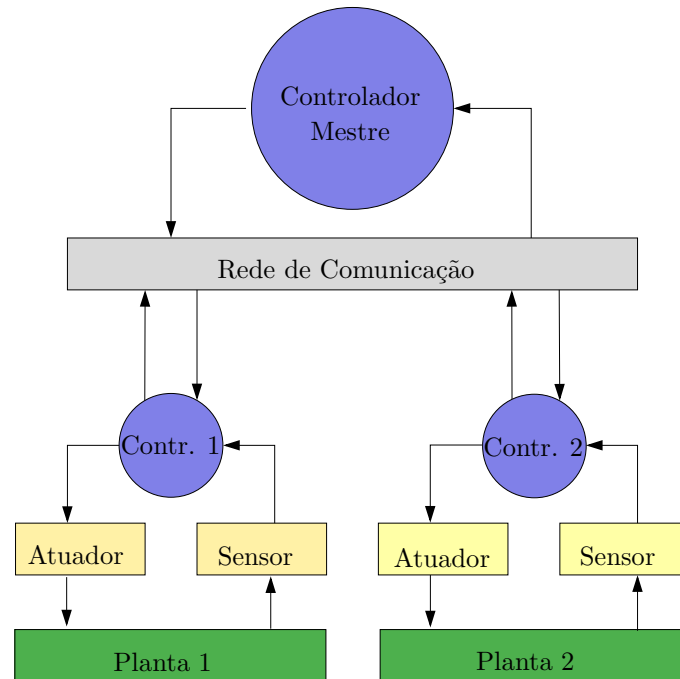 Controlador
Mestre
Rede de Comunicação
Contr. 1
Contr. 2
Atuador
Sensor
Atuador
Sensor
Planta 1
Planta 2